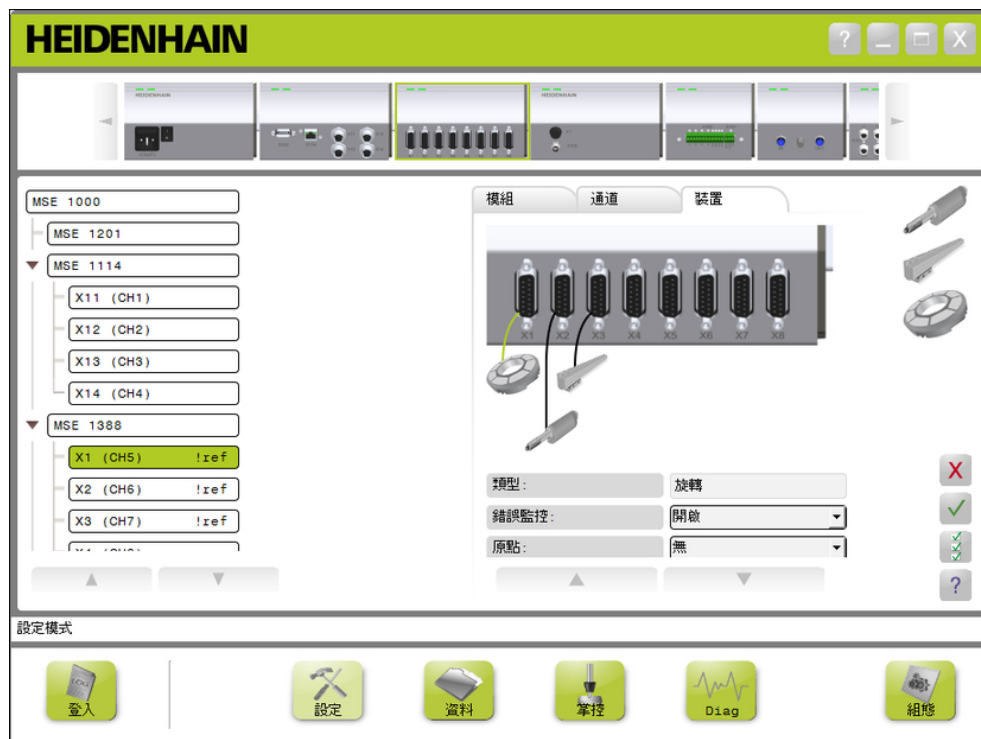 HEIDENHAIN
?
X
HEIDENHAIN
HEIDENHAIN
MSE 1000
MSE 1201
MSE 1114
X11 (CH1)
X12 (CH2)
X13 (CH3)
X14 (CH4)
MSE 1388
X1 (CH5) !ref
X2 (CH6) !ref
X3 (CH7) !ref
模組
通道
裝置
X1 X2 X3 X4 X5 X6 X7 X8
類型:
旋轉
錯誤監控:
開啟
原點:
無
X
?
設定模式
LOG
登入
設定
資料
掌控
Diag
組態